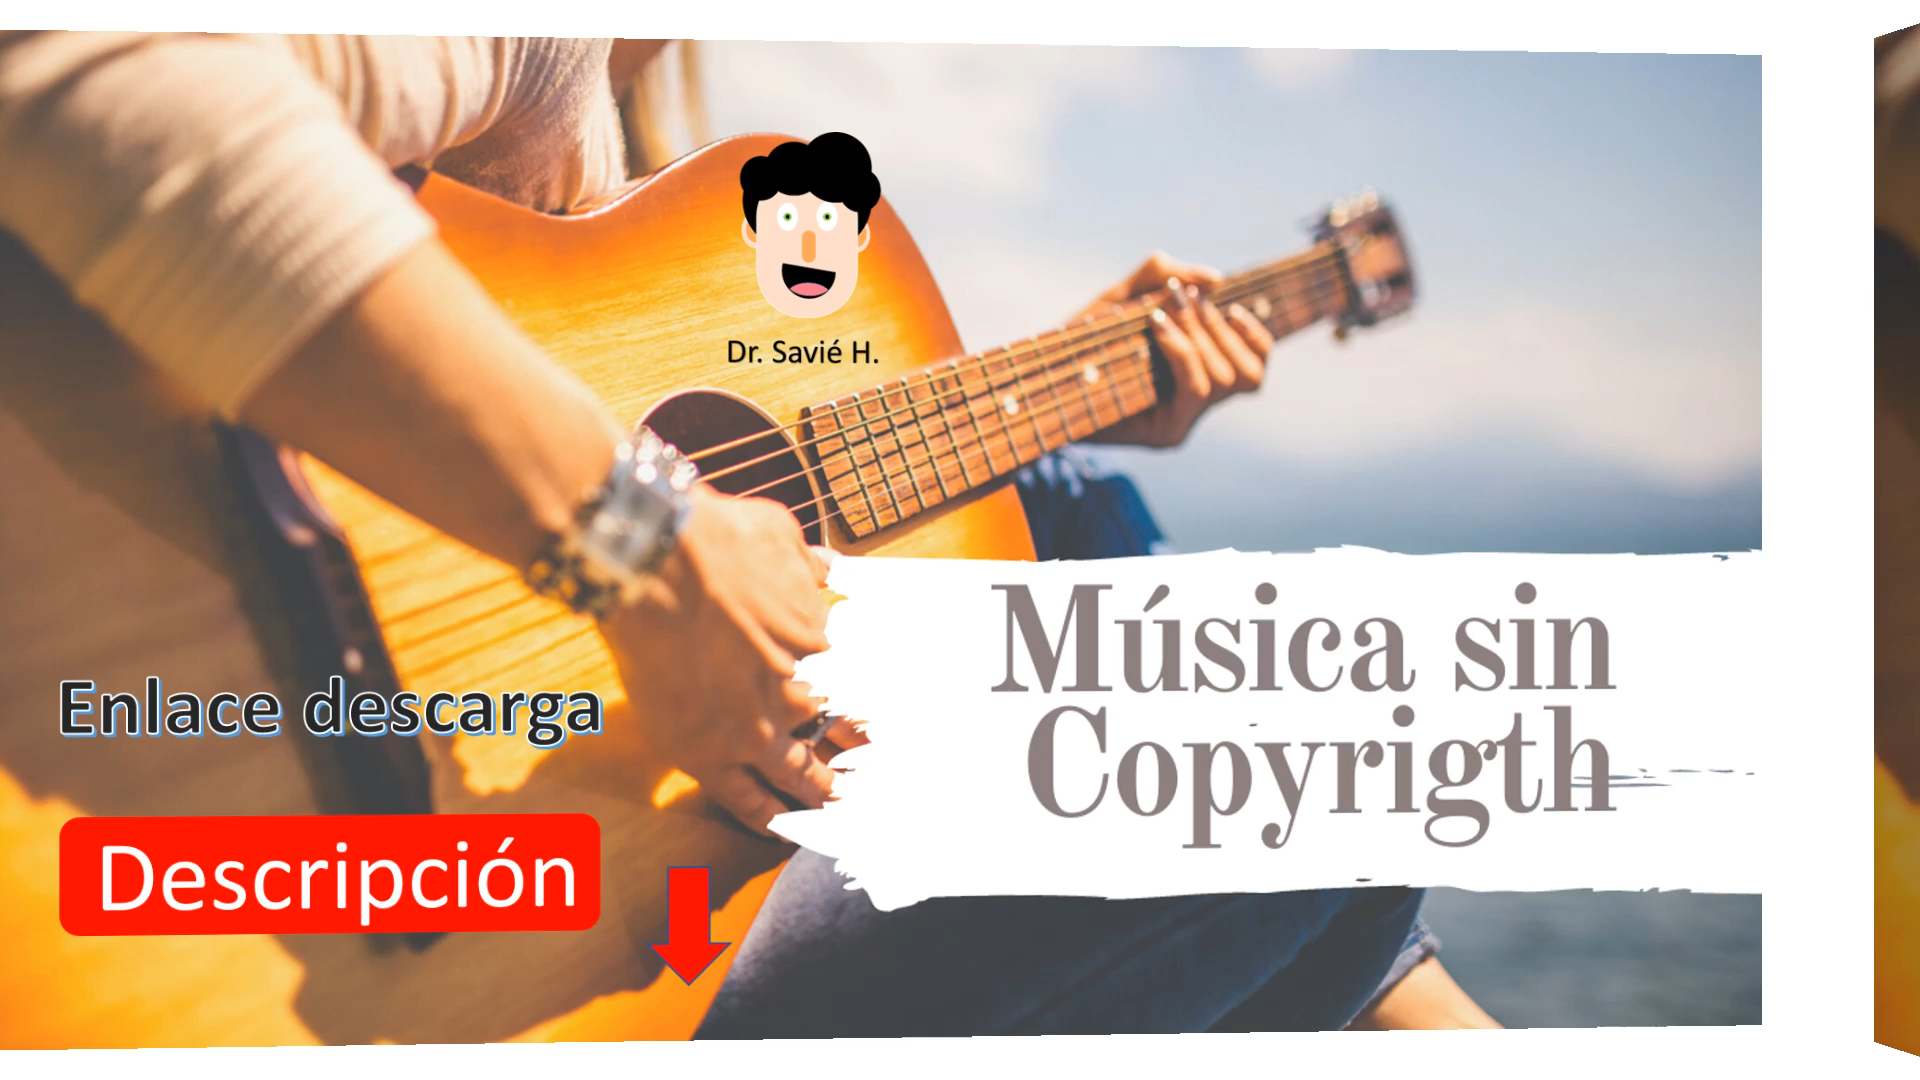 Dr. Savié H.
Música sin
Copyrigth
Enlace descarga
Descripción